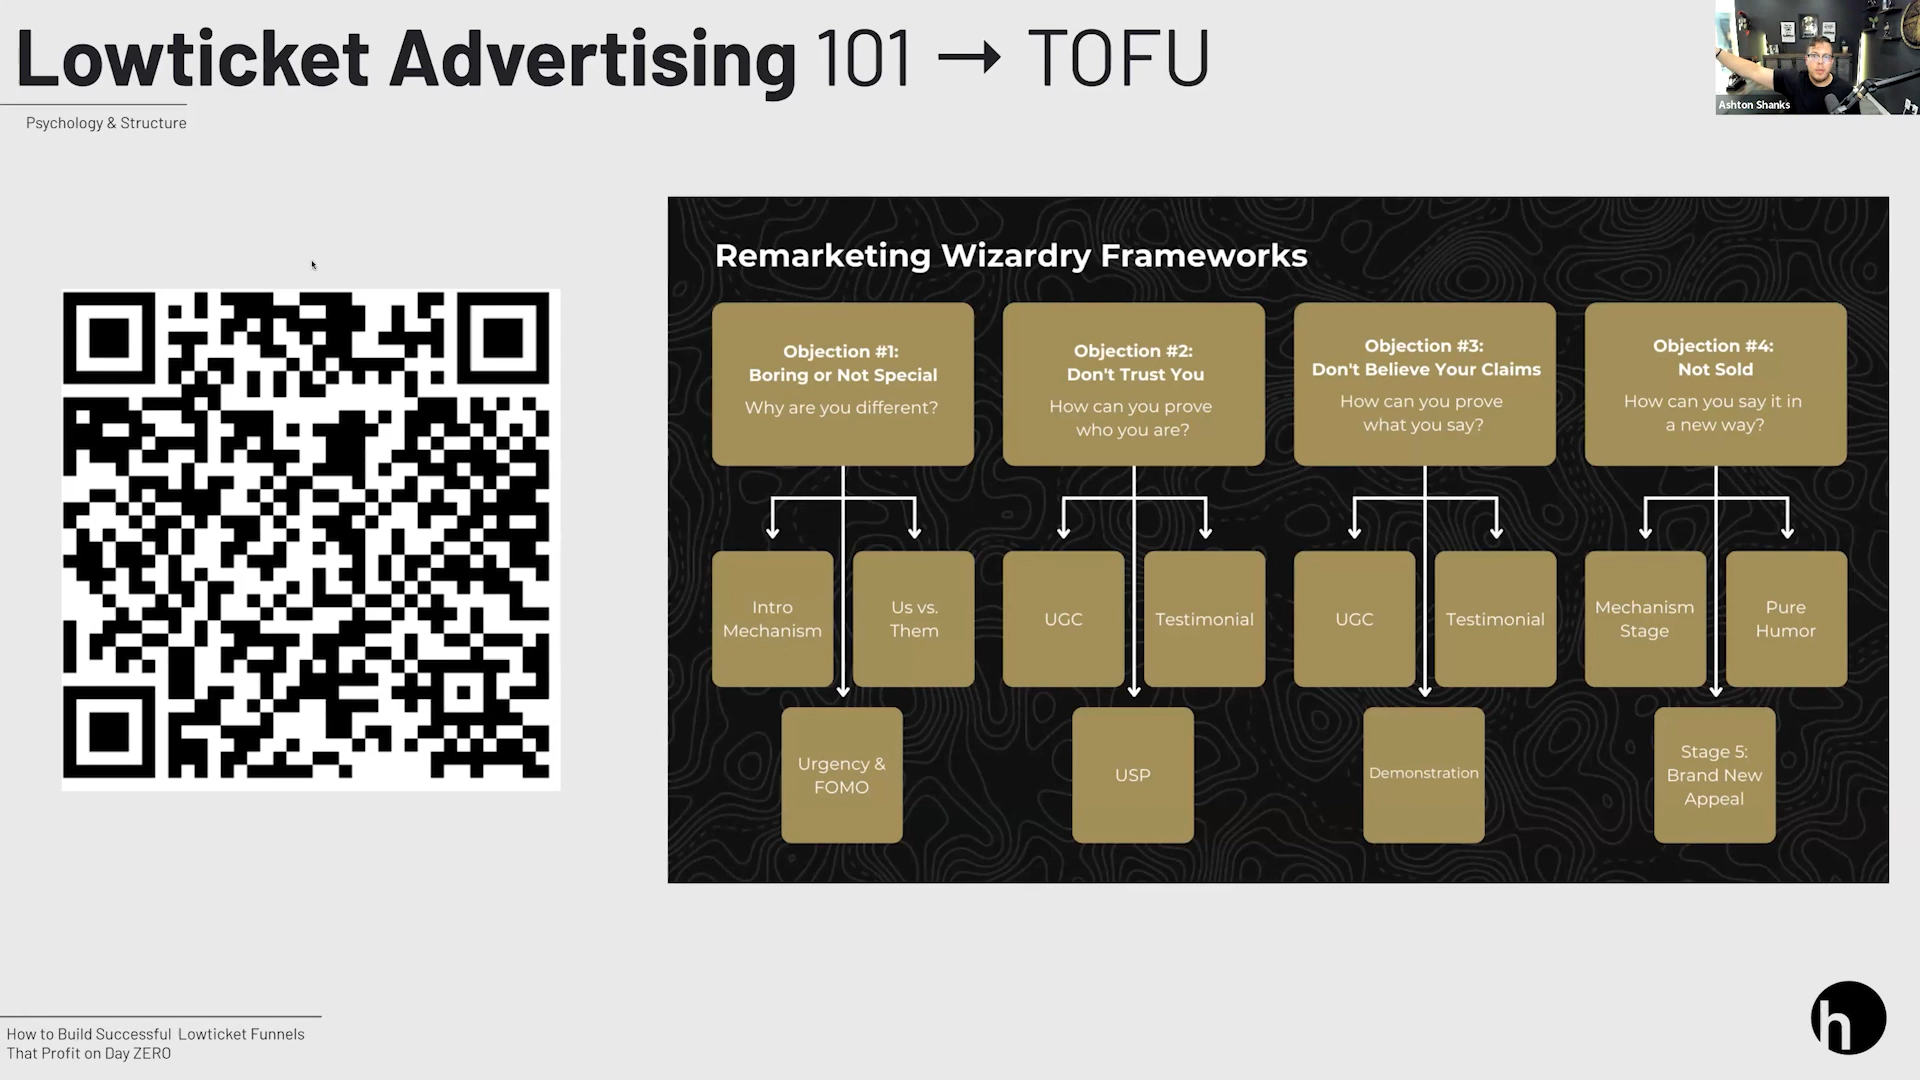 Lowticket Advertising 101 → TOFU
Psychology & Structure
Ashton Shanks
Remarketing Wizardry Frameworks
Objection #1:
Boring or Not Special
Why are you different?
Objection #2:
Don't Trust You
How can you prove
who you are?
Objection #3:
Don't Believe Your Claims
How can you prove
what you say?
Objection #4:
Not Sold
How can you say it in
a new way?
Intro
Mechanism
Us vs.
Them
UGC
Testimonial
UGC
Testimonial
Mechanism
Stage
Pure
Humor
Urgency &
FOMO
USP
Demonstration
Stage 5:
Brand New
Appeal
How to Build Successful Lowticket Funnels
That Profit on Day ZERO
h